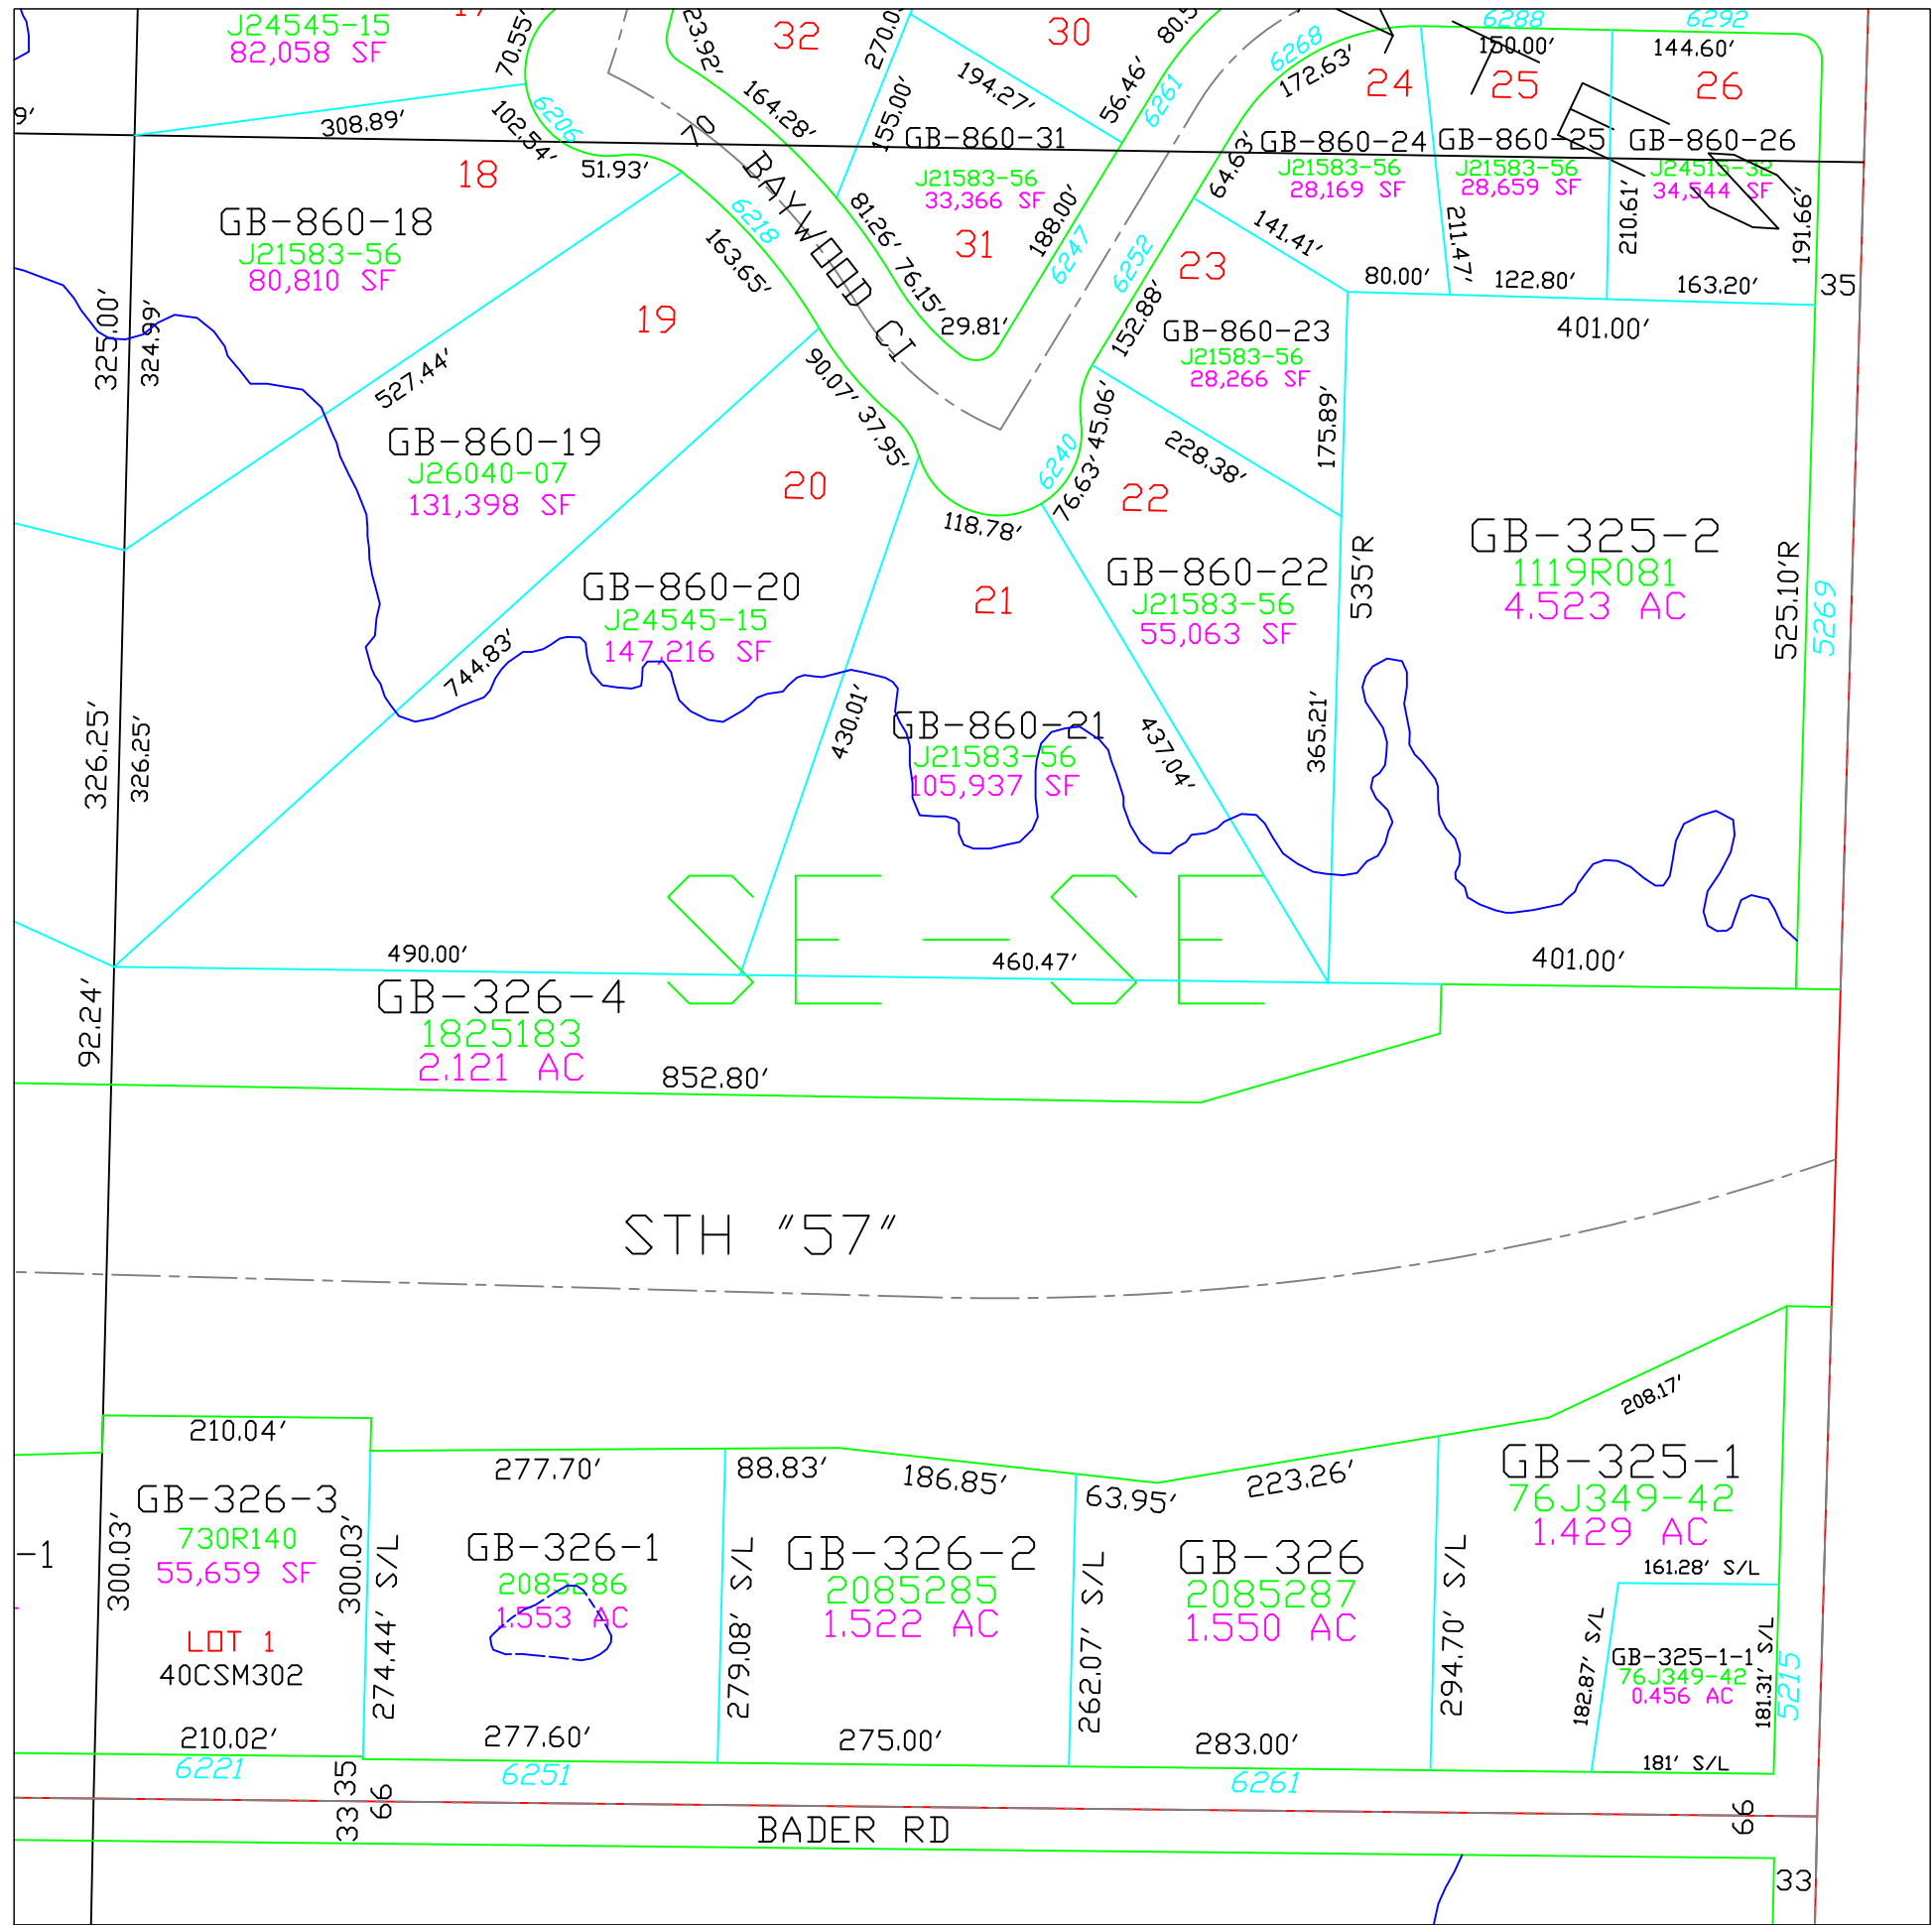 J24545-15
82,058 SF
32
30
24
25
26
6288
6292
150.00'
144.60'
6268
172.63'
70.55'
23.92'
164.28'
155.00'
194.27'
56.46'
6261
308.89'
102.54'
6206
51.93'
70
BAYWOOD CI
GB-860-31
J21583-56
33,366 SF
31
GB-860-24
J21583-56
28,169 SF
GB-860-25
J21583-56
28,659 SF
GB-860-26
J24515-32
34,544 SF
64.63'
141.41'
211.47'
210.61'
191.66'
18
GB-860-18
J21583-56
80,810 SF
6218
163.65'
81.26'
76.15'
29.81'
188.00'
6247
6252
152.88'
23
80.00'
122.80'
163.20'
35
401.00'
GB-860-23
J21583-56
28,266 SF
325.00'
324.99'
19
527.44'
GB-860-19
J26040-07
131,398 SF
90.07'
37.95'
45.06'
6240
76.63'
118.78'
228.38'
175.89'
20
22
GB-860-20
J24545-15
147,216 SF
21
GB-860-22
J21583-56
55,063 SF
535'R
GB-325-2
1119R081
4.523 AC
525.10'R
5269
744.83'
430.01'
GB-860-21
J21583-56
105,937 SF
437.04'
365.21'
326.25'
326.25'
SE-SE
490.00'
460.47'
401.00'
92.24'
GB-326-4
1825183
2.121 AC
852.80'
STH "57"
210.04'
277.70'
88.83'
186.85'
63.95'
223.26'
208.17'
GB-326-3
730R140
55,659 SF
LOT 1
40CSM302
300.03'
300.03'
274.44' S/L
GB-326-1
2085286
1.553 AC
279.08' S/L
GB-326-2
2085285
1.522 AC
262.07' S/L
GB-326
2085287
1.550 AC
294.70' S/L
GB-325-1
76J349-42
1.429 AC
161.28' S/L
182.87' S/L
GB-325-1-1
76J349-42
0.456 AC
181.31' S/L
5215
-1
210.02'
277.60'
275.00'
283.00'
181' S/L
6221
6251
6261
33 35
66
BADER RD
66
33